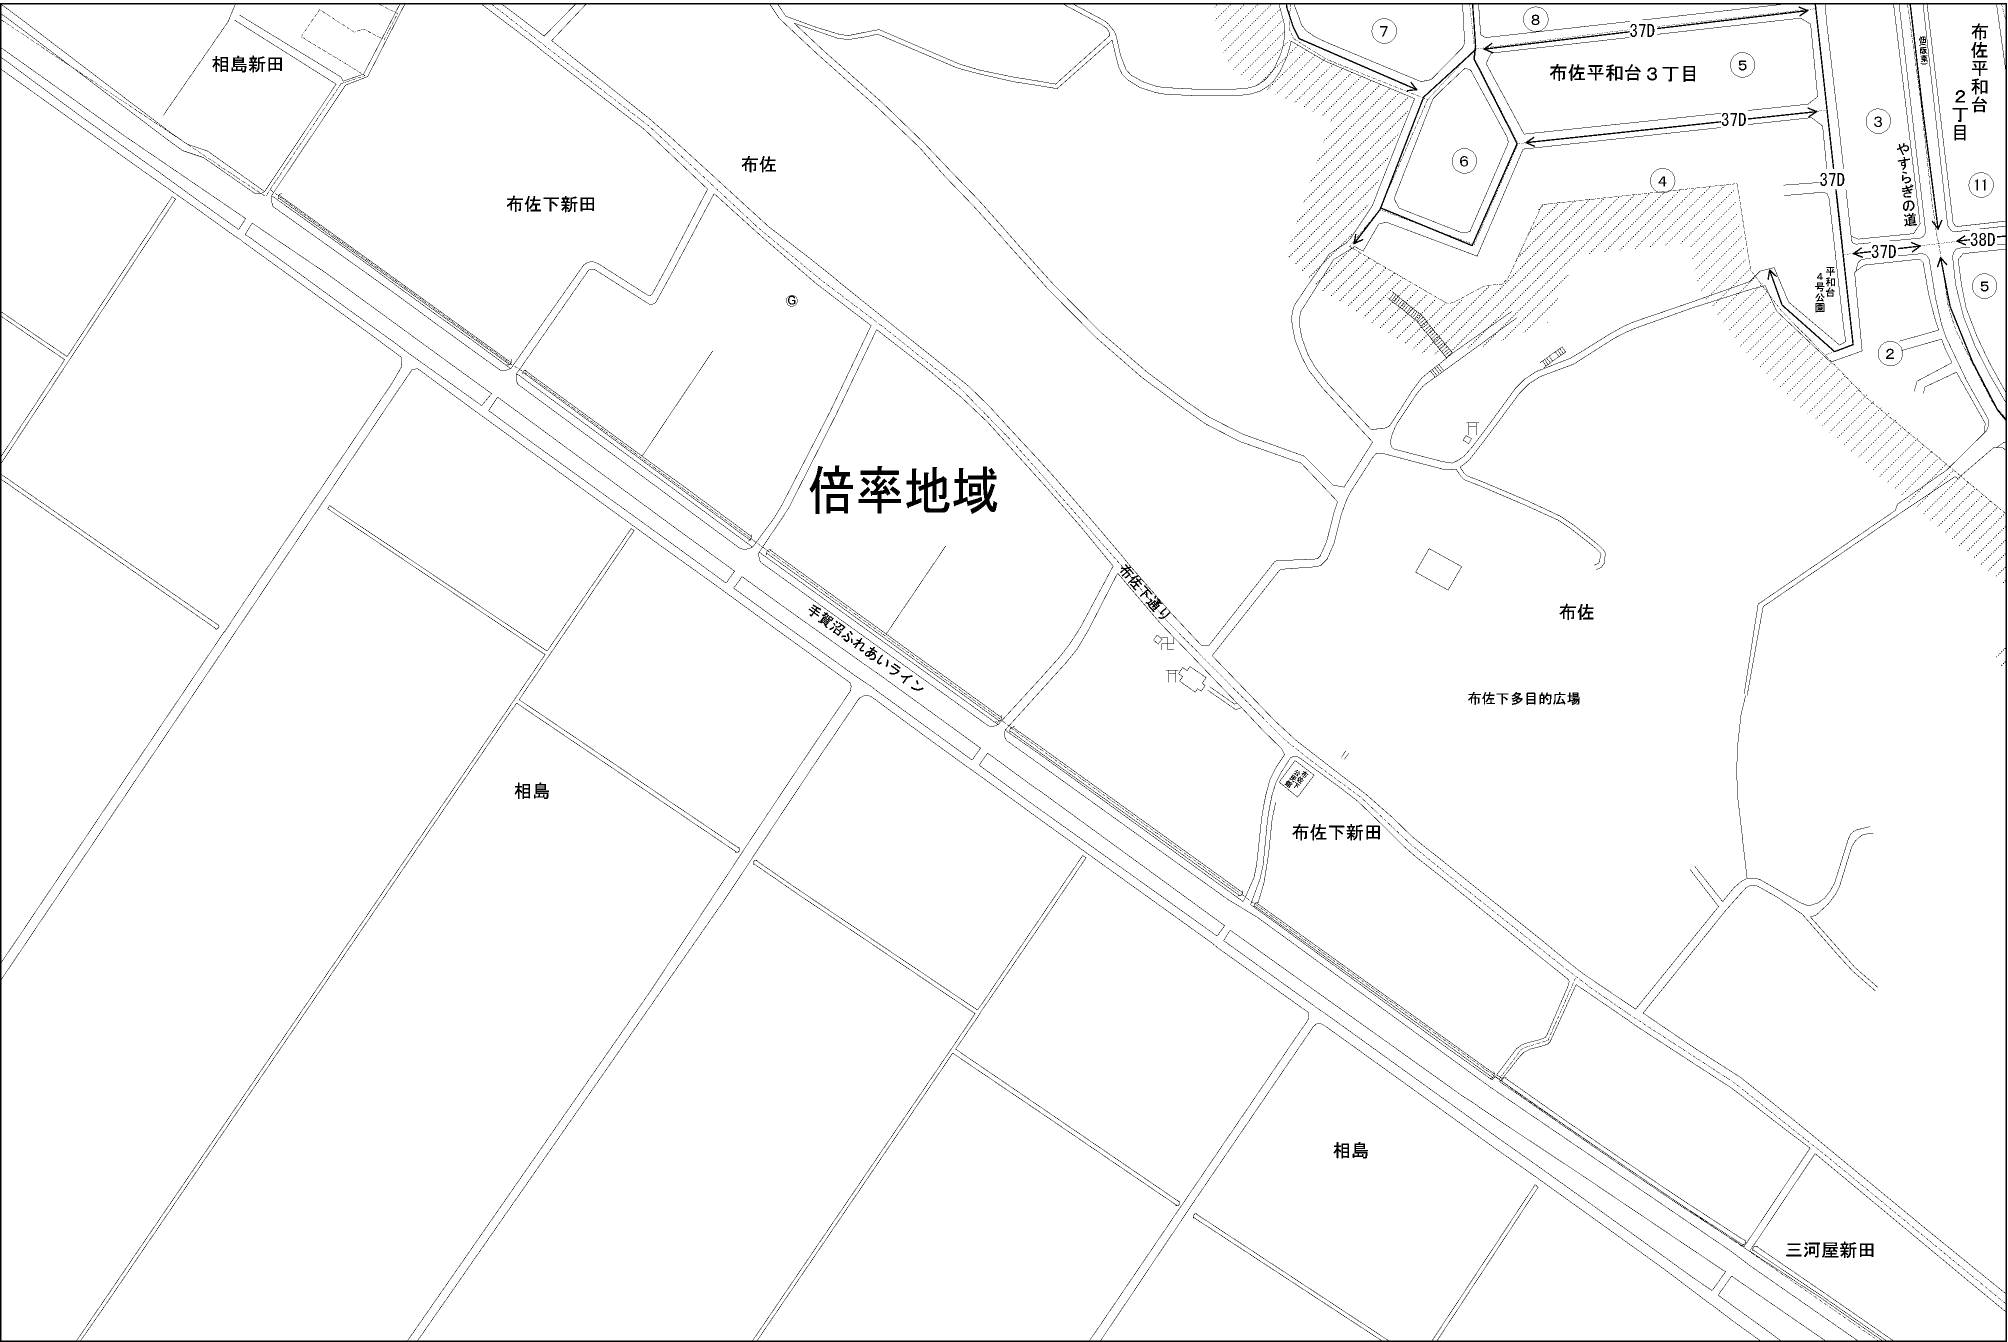 ⑦
⑧
37D
布佐平和台
2丁目
相島新田
布佐平和台3丁目
⑤
37D
③
⑥
布佐
④
37D
⑪
やすらぎの道
布佐下新田
37D
38D
平和台
4号公園
⑤
G
②
倍率地域
布佐下通り
手賀沼ふれあいライン
布佐
布佐下多目的広場
相島
布佐下新田
相島
三河屋新田